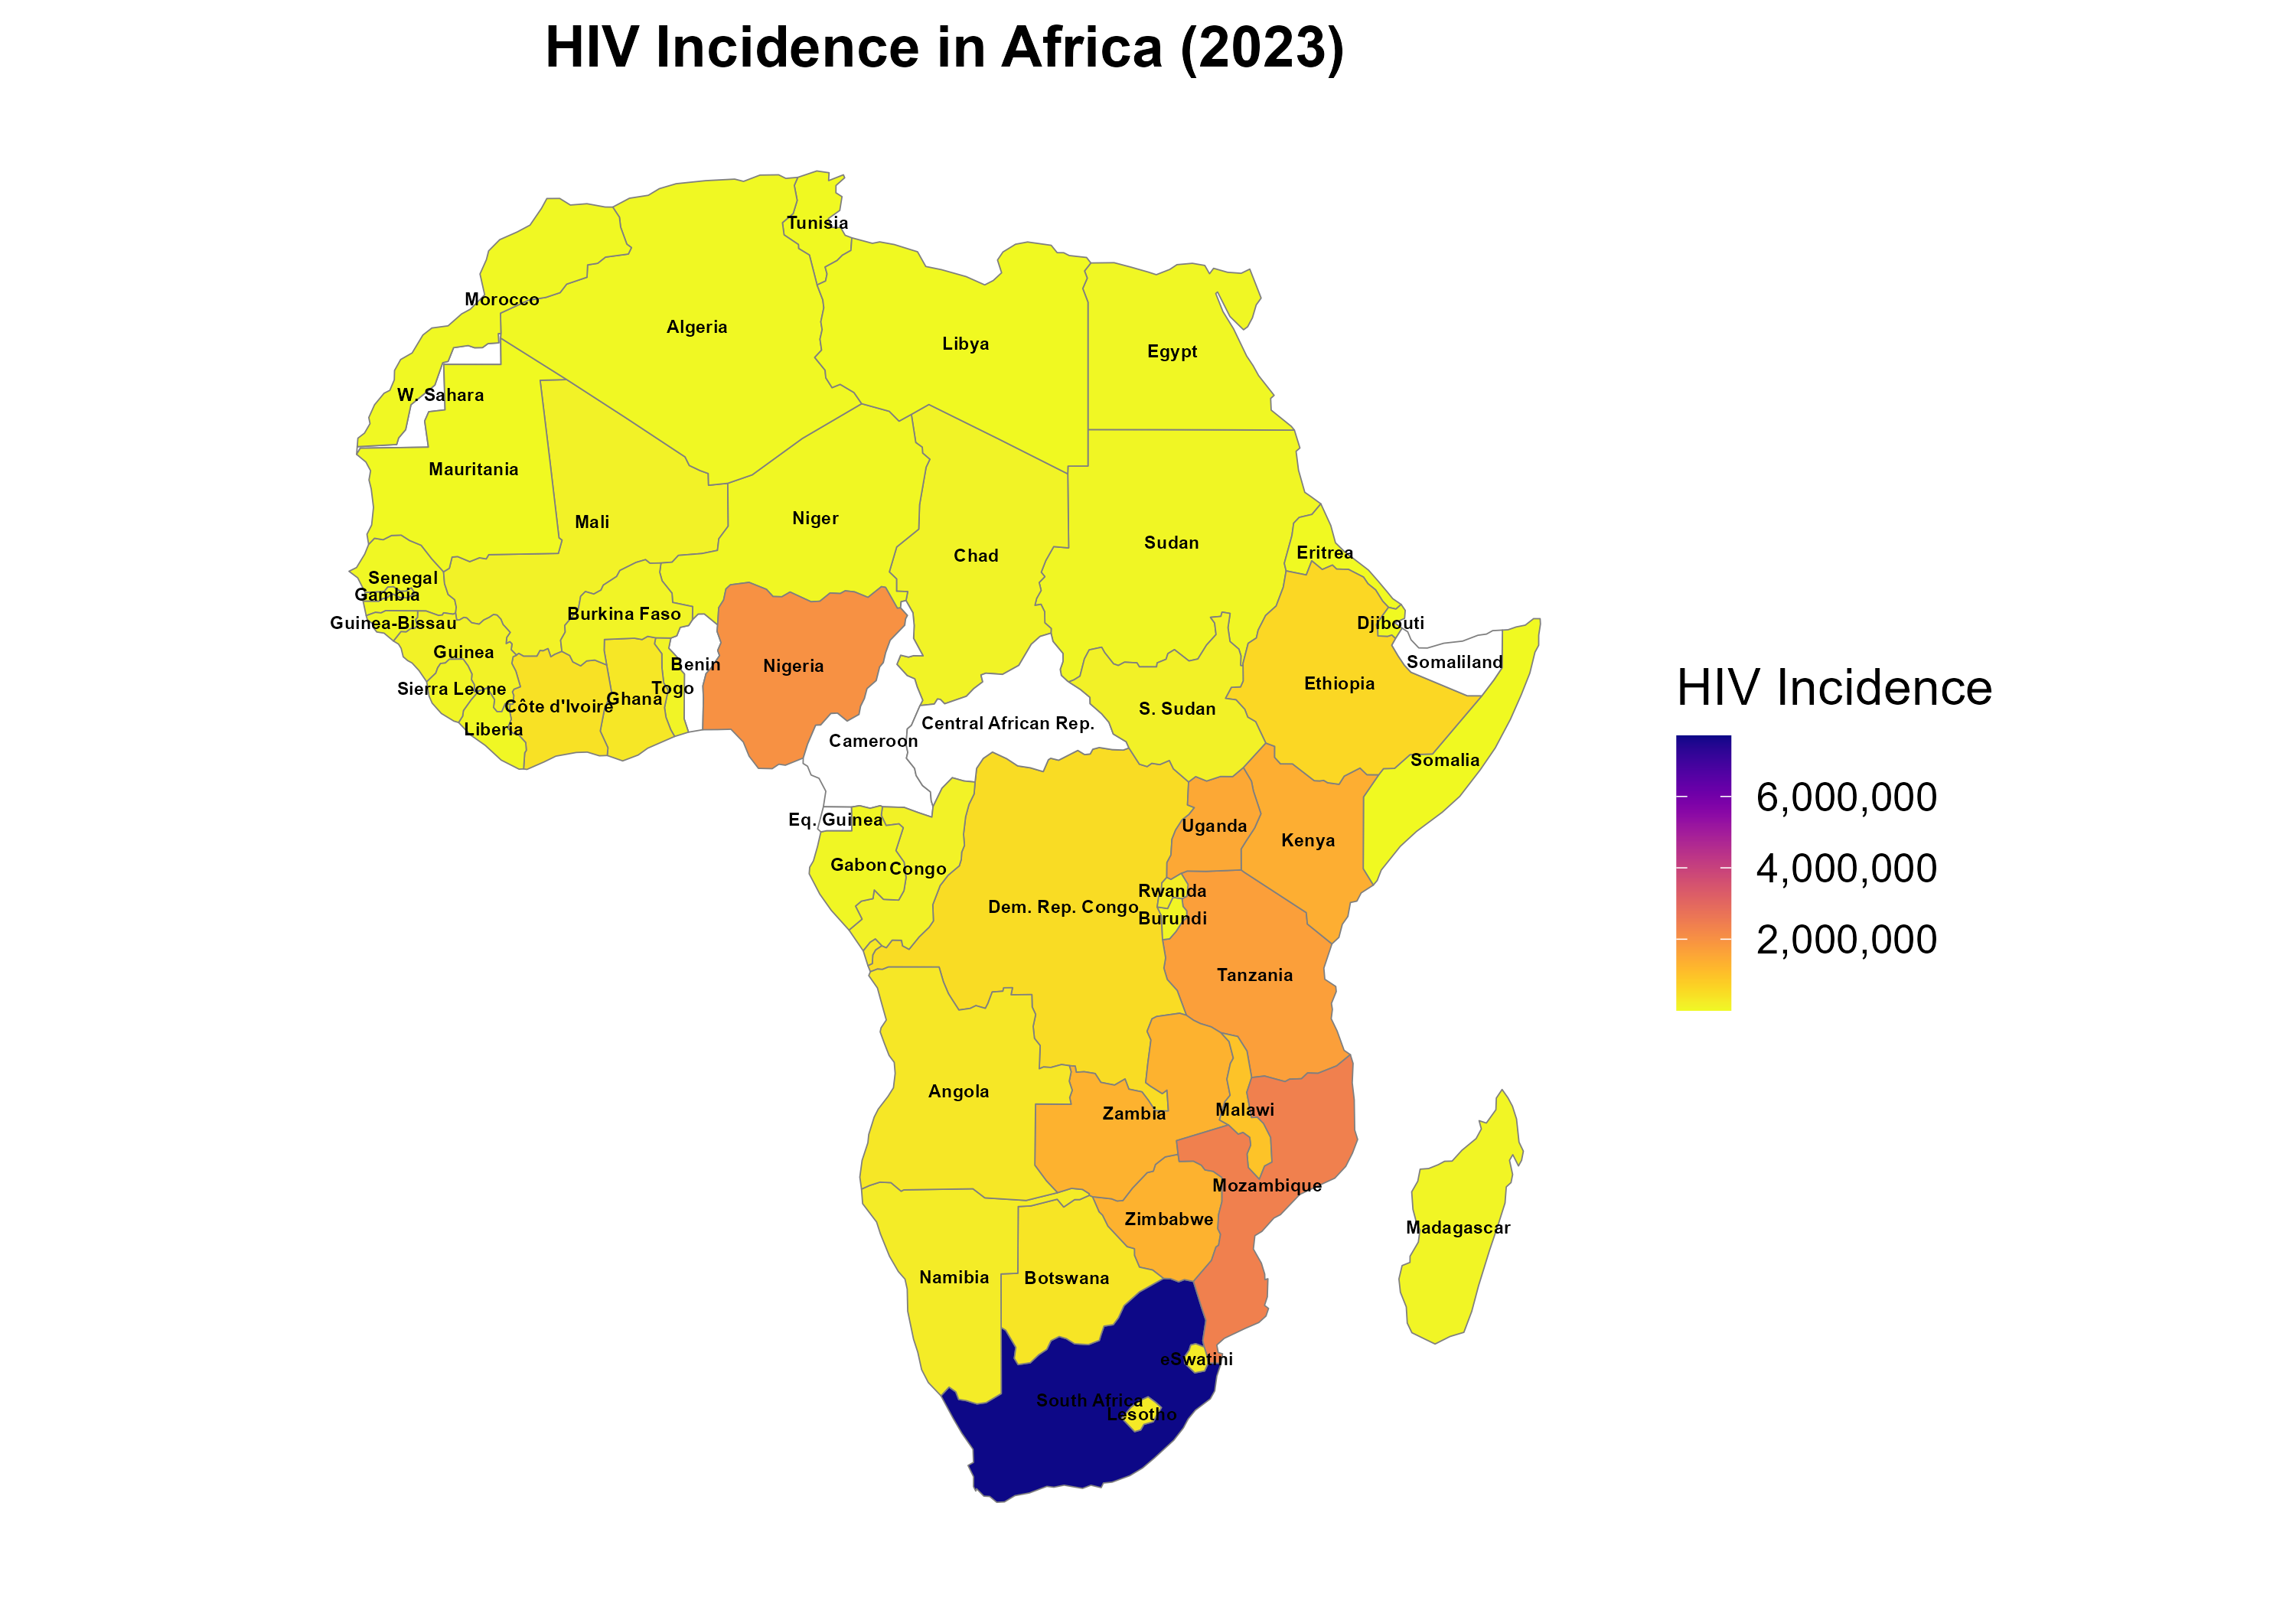 HIV Incidence in Africa (2023)
Tunisia
Morocco
Algeria
Libya
Egypt
W. Sahara
Mauritania
Mali
Niger
Chad
Sudan
Eritrea
Senegal
Gambia
Guinea-Bissau
Burkina Faso
Djibouti
Guinea
Benin
Nigeria
Somaliland
Sierra Leone
Togo
Ethiopia
Côte d'Ivoire
Ghana
S. Sudan
Liberia
Central African Rep.
Cameroon
Somalia
Eq. Guinea
Uganda
Kenya
Gabon
Congo
Rwanda
Dem. Rep. Congo
Burundi
Tanzania
Angola
Zambia
Malawi
Mozambique
Zimbabwe
Madagascar
Namibia
Botswana
eSwatini
South Africa
Lesotho
HIV Incidence
6,000,000
4,000,000
2,000,000